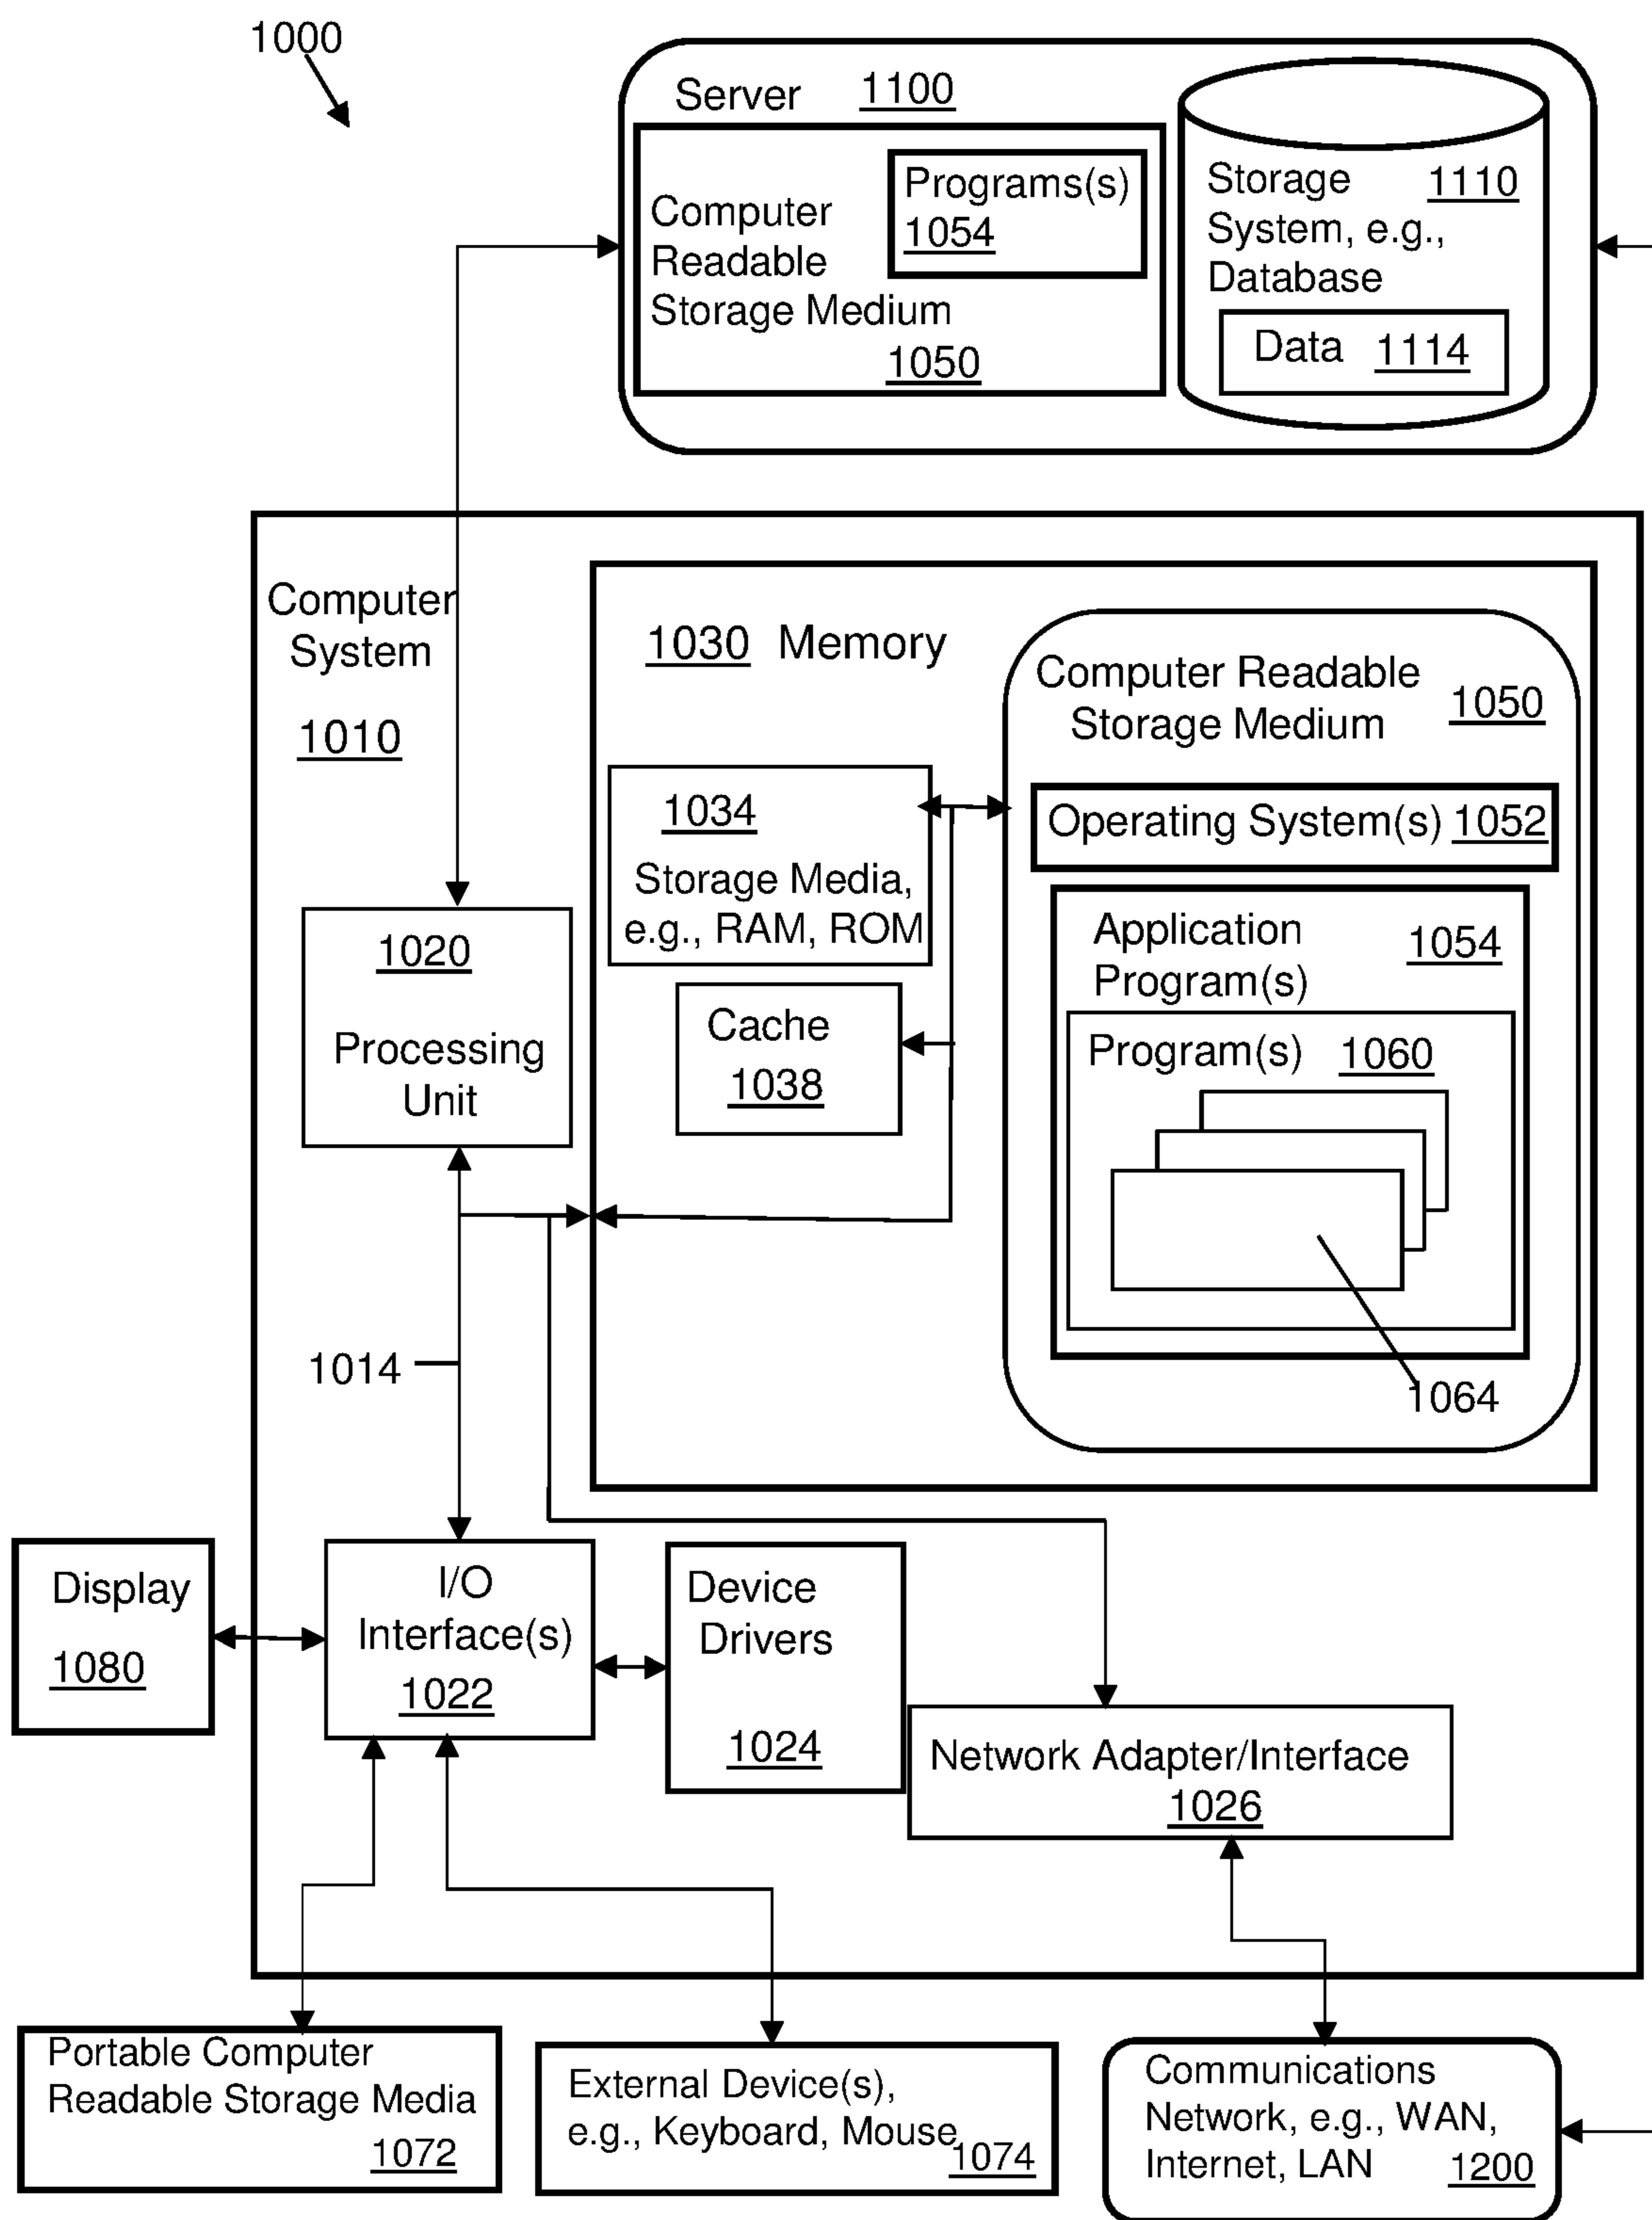 1000
Server 1100
Programs(s)
1054
Computer
Readable
Storage Medium
1050
Storage 1110
System, e.g.,
Database
Data 1114
Computer
System
1010
1030 Memory
Computer Readable
Storage Medium
1050
1034
Storage Media,
e.g., RAM, ROM
Operating System(s) 1052
1020
Processing
Unit
Cache
1038
Application
Program(s)
1054
Program(s) 1060
1014
1064
Display
1080
I/O
Interface(s)
1022
Device
Drivers
1024
Network Adapter/Interface
1026
Portable Computer
Readable Storage Media
1072
External Device(s),
e.g., Keyboard, Mouse
1074
Communications
Network, e.g., WAN,
Internet, LAN 1200